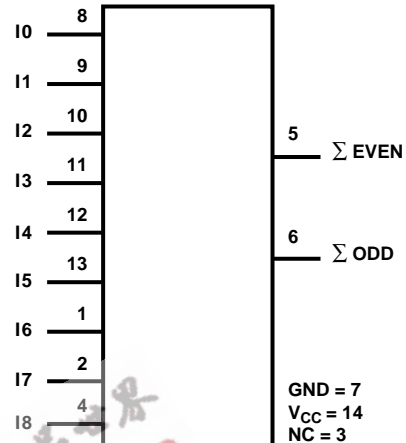 I0 8
I1 9
I2 10
I3 11
I4 12
I5 13
I6 1
I7 2
I8 4
5 Σ EVEN
6 Σ ODD
GND = 7
VCC = 14
NC = 3